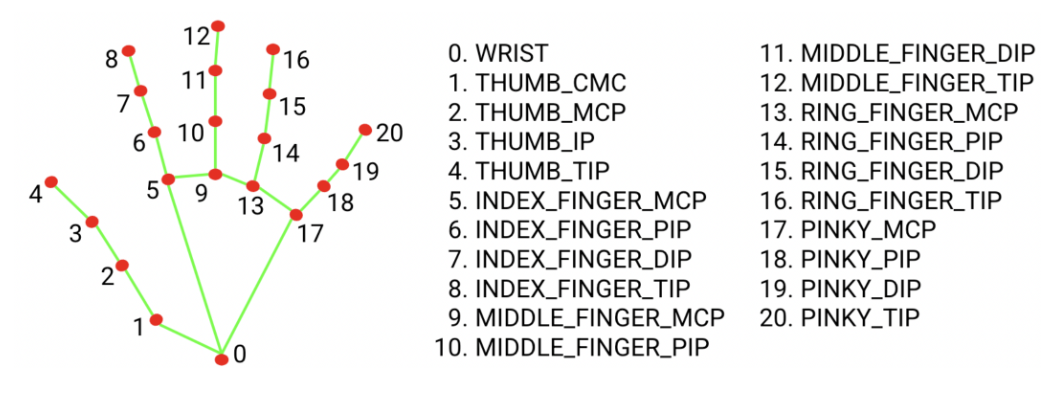 12
8
16
11
7
15
10
6
14
20
19
4
5
9
13
18
3
17
2
1
0
0. WRIST
1. THUMB_CMC
2. THUMB_MCP
3. THUMB_IP
4. THUMB_TIP
5. INDEX_FINGER_MCP
6. INDEX_FINGER_PIP
7. INDEX_FINGER_DIP
8. INDEX_FINGER_TIP
9. MIDDLE_FINGER_MCP
10. MIDDLE_FINGER_PIP
11. MIDDLE_FINGER_DIP
12. MIDDLE_FINGER_TIP
13. RING_FINGER_MCP
14. RING_FINGER_PIP
15. RING_FINGER_DIP
16. RING_FINGER_TIP
17. PINKY_MCP
18. PINKY_PIP
19. PINKY_DIP
20. PINKY_TIP